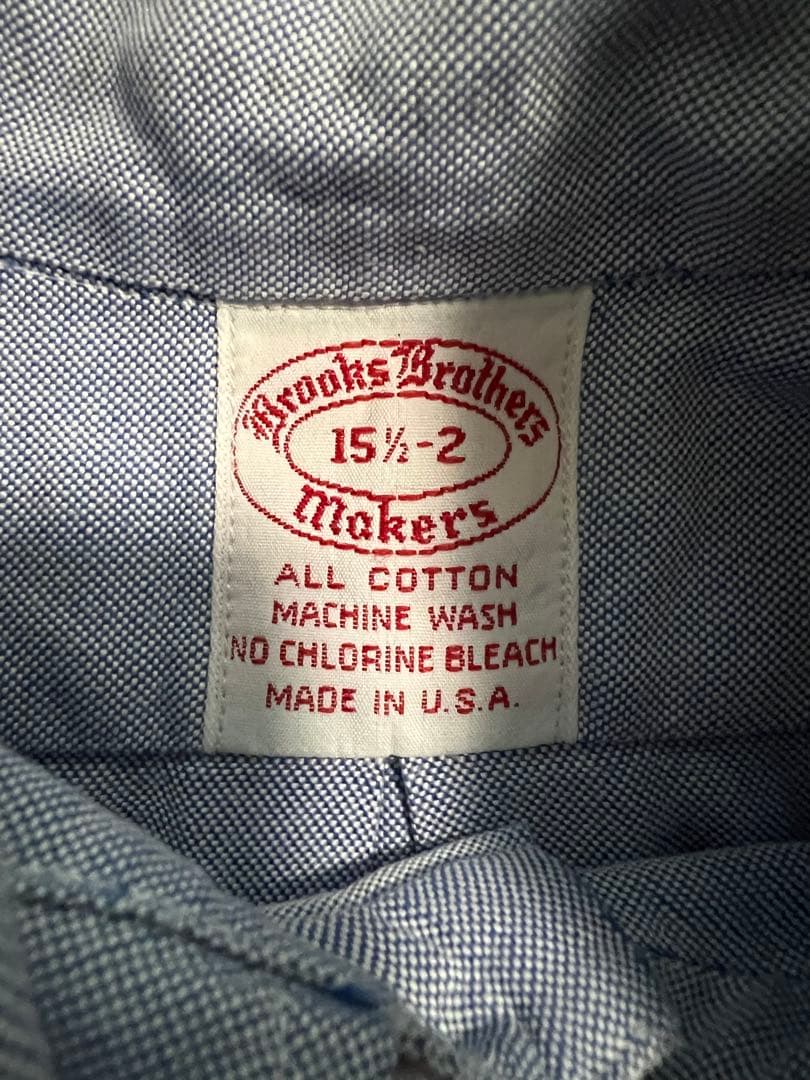 Brooks Brothers
15½-2
Makers
ALL COTTON
MACHINE WASH
NO CHLORINE BLEACH
MADE IN U.S.A.